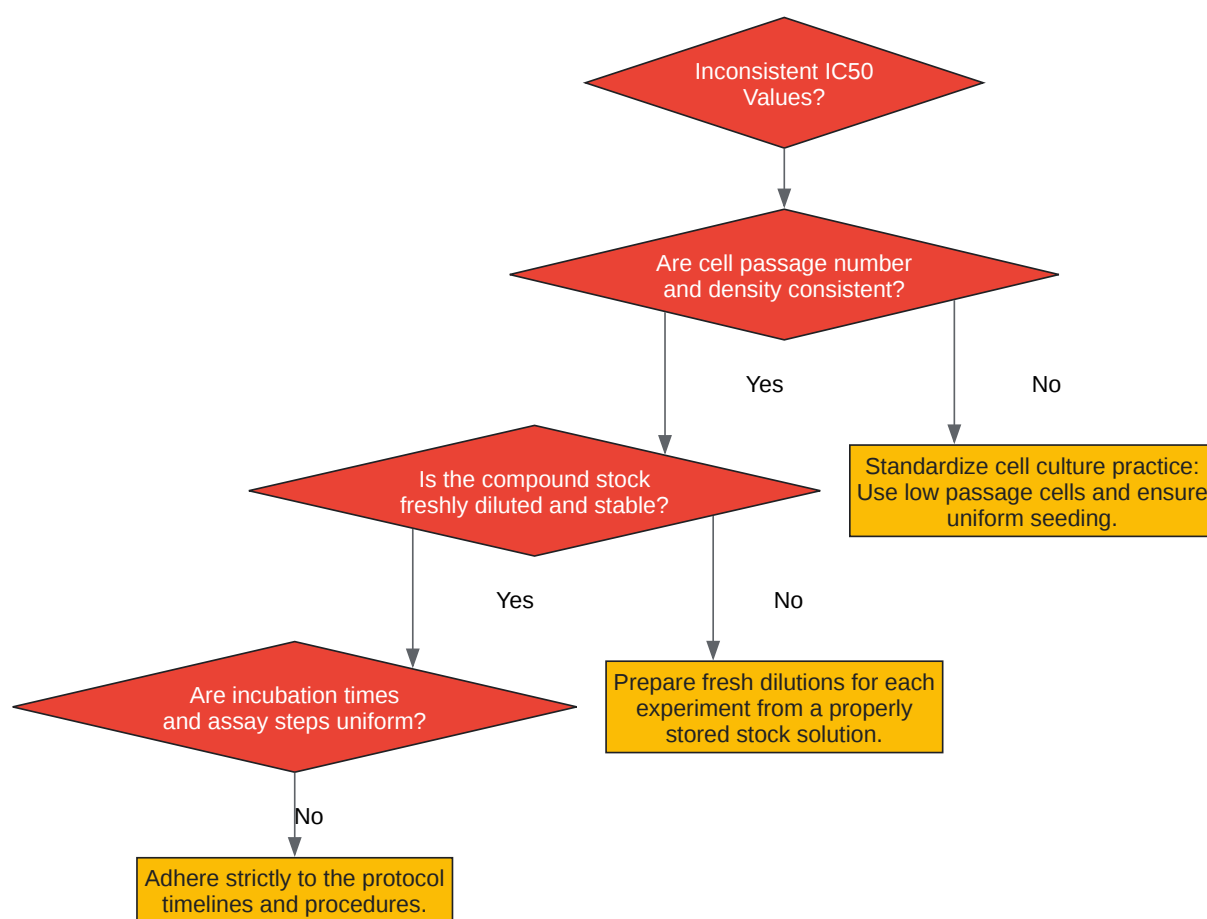 Inconsistent IC50
Values?
Are cell passage number
and density consistent?
Yes
No
Standardize cell culture practice:
Use low passage cells and ensure
uniform seeding.
Is the compound stock
freshly diluted and stable?
Yes
No
Prepare fresh dilutions for each
experiment from a properly
stored stock solution.
Are incubation times
and assay steps uniform?
No
Adhere strictly to the protocol
timelines and procedures.